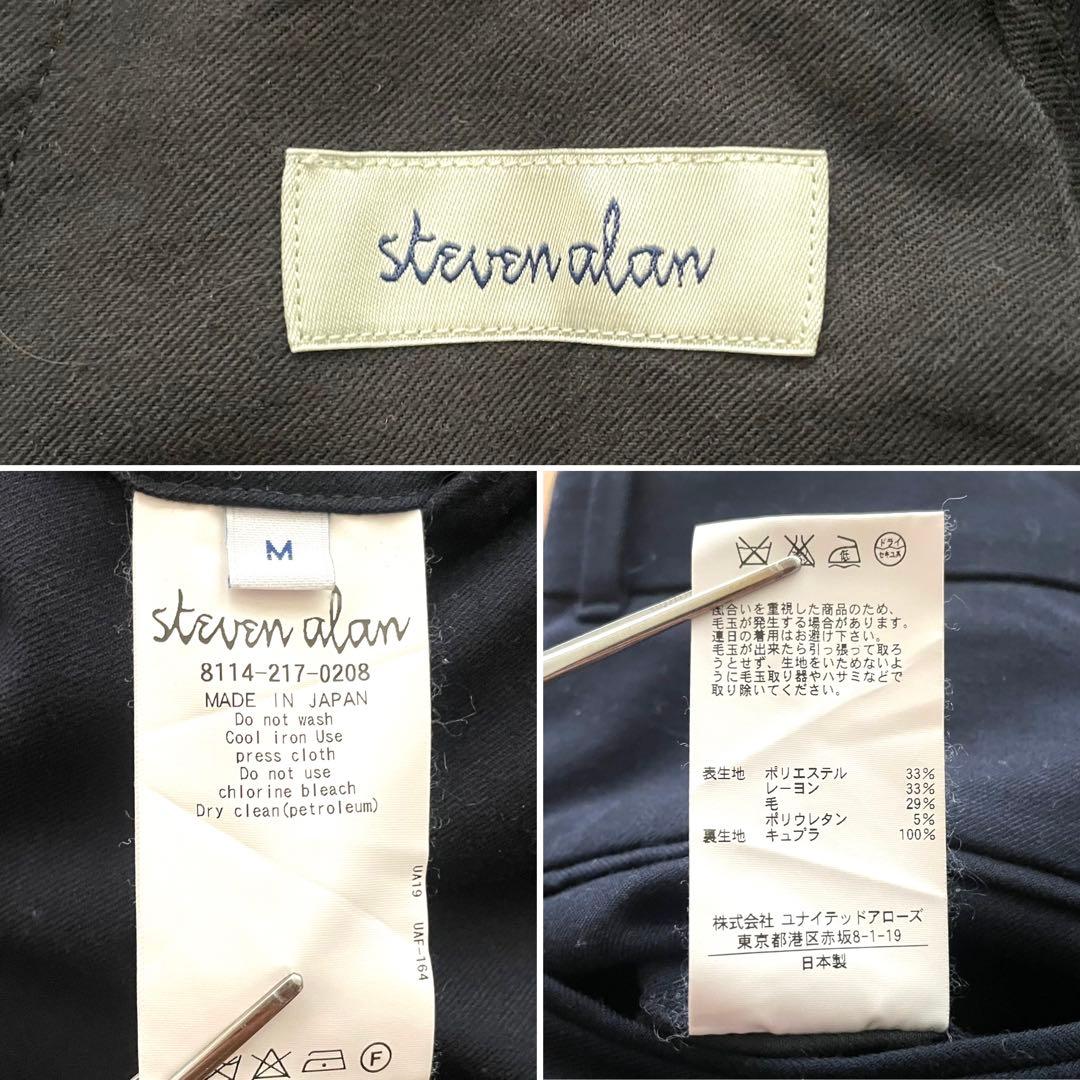 steven alan
M
steven alan
8114-217-0208
MADE IN JAPAN
Do not wash
Cool iron Use
press cloth
Do not use
chlorine bleach
Dry clean(petroleum)
UA19 UAF-164
F
低
ドライ
セキユ系
風合いを重視した商品のため、
毛玉が発生する場合があります。
連日の着用はお避け下さい。
毛玉が出来たら引っ張って取ろ
うとせず、生地をいためないよ
うに毛玉取り器やハサミなどで
取り除いてください。
表生地 ポリエステル 33%
レーヨン 33%
毛 29%
ポリウレタン 5%
裏生地 キュプラ 100%
株式会社 ユナイテッドアローズ
東京都港区赤坂8-1-19
日本製